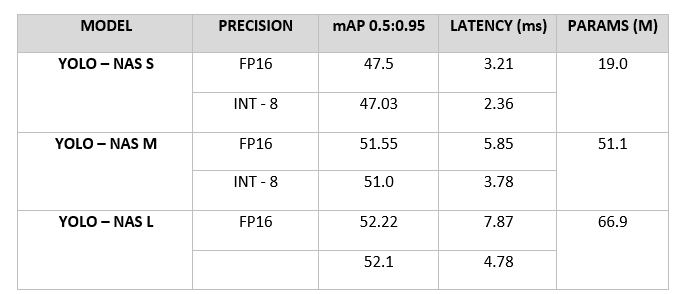 MODEL PRECISION mAP 0.5:0.95 LATENCY (ms) PARAMS (M)
YOLO – NAS S FP16 47.5 3.21 19.0
INT - 8 47.03 2.36
YOLO – NAS M FP16 51.55 5.85 51.1
INT - 8 51.0 3.78
YOLO – NAS L FP16 52.22 7.87 66.9
52.1 4.78